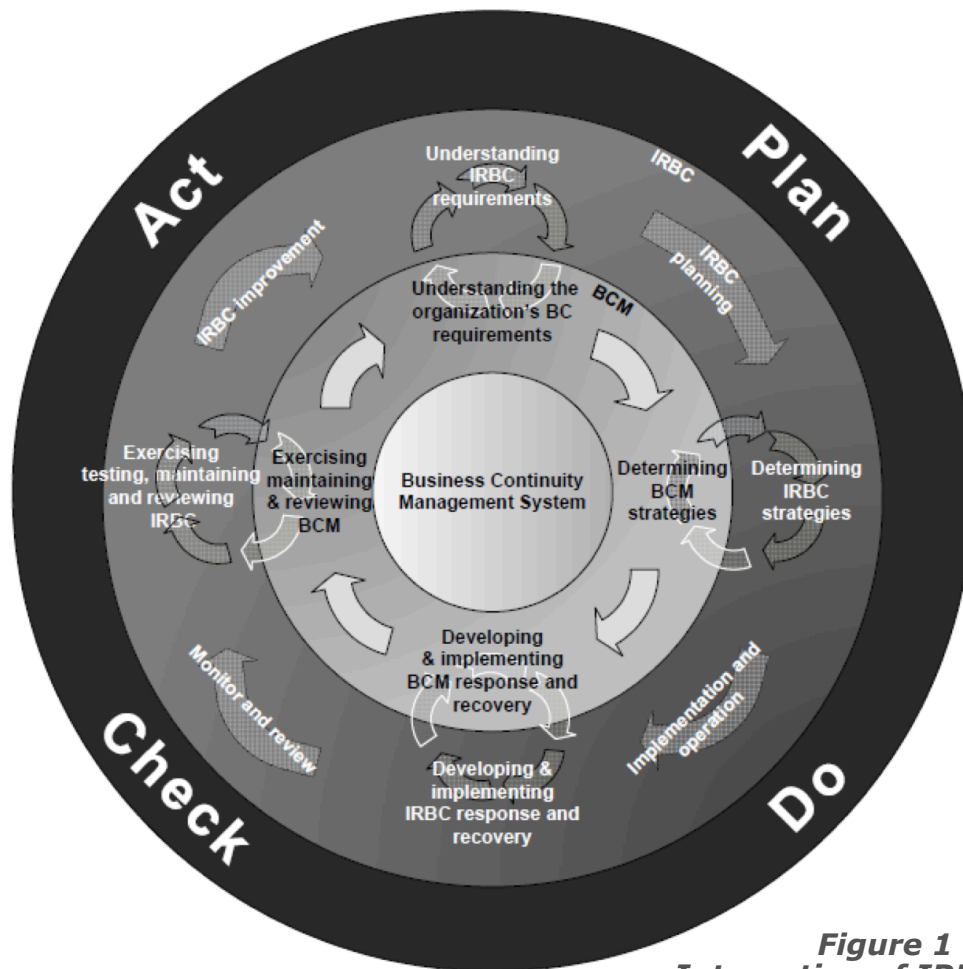 Act
Plan
Understanding
IRBC
requirements
IRBC
IRBC
planning
IRBC improvement
Understanding the
organization's BC
requirements
BCM
Exercising
testing, maintaining
and reviewing
IRBC
Exercising
maintaining
& reviewing
BCM
Business Continuity
Management System
Determining
BCM
strategies
Determining
IRBC
strategies
Developing
& implementing
BCM response and
recovery
Monitor and review
Implementation and
operation
Developing &
implementing
IRBC response and
recovery
Check
Do
Figure 1